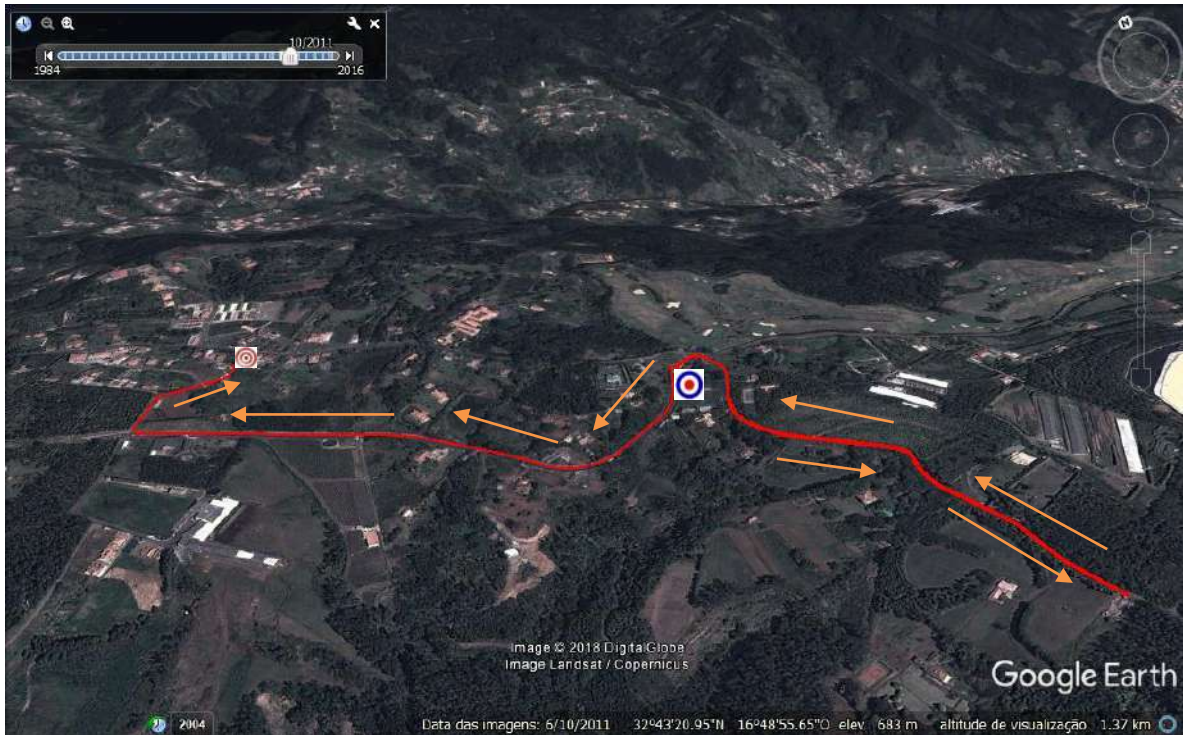 10/2011
1984 2016
Image © 2018 DigitalGlobe
Image Landsat / Copernicus
Google Earth
2004 Data das imagens: 6/10/2011 32°43'20.95"N 16°48'55.65"O elev 683 m altitude de visualização 1.37 km